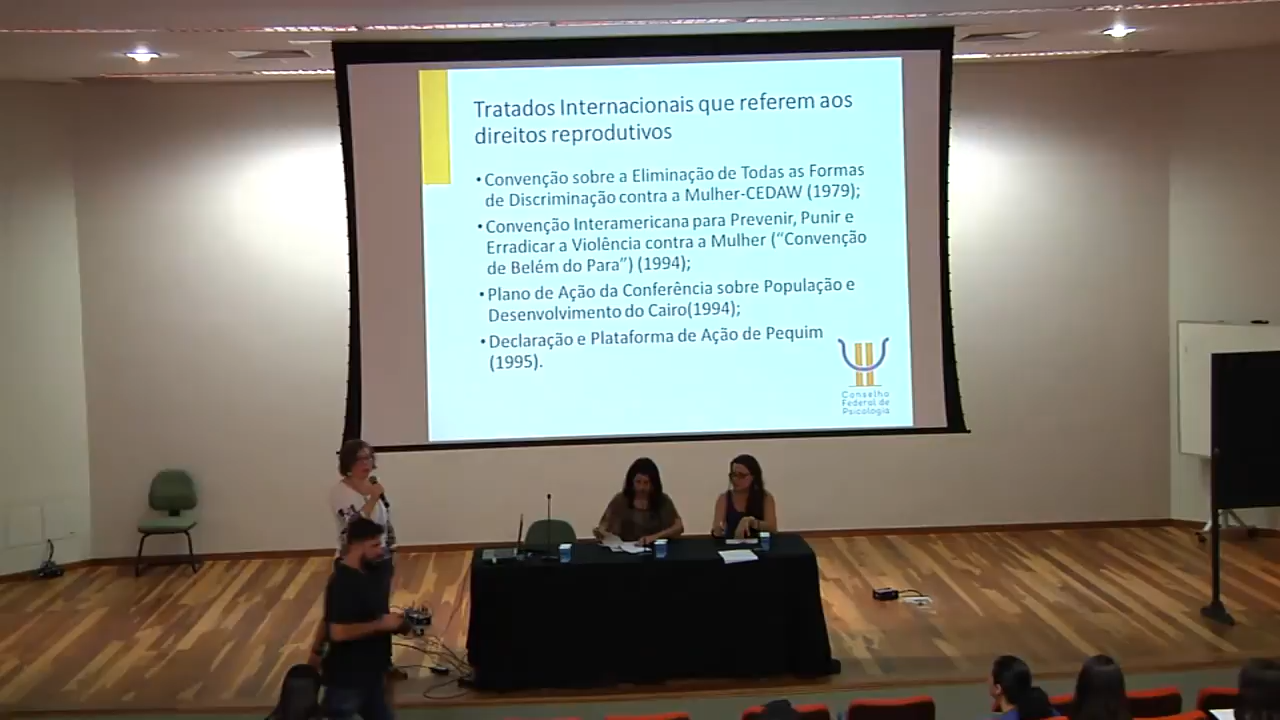 Tratados Internacionais que referem aos
direitos reprodutivos
•Convenção sobre a Eliminação de Todas as Formas
de Discriminação contra a Mulher-CEDAW (1979);
•Convenção Interamericana para Prevenir, Punir e
Erradicar a Violência contra a Mulher (“Convenção
de Belém do Para”) (1994);
•Plano de Ação da Conferência sobre População e
Desenvolvimento do Cairo(1994);
•Declaração e Plataforma de Ação de Pequim
(1995).
Conselho
Federal de
Psicologia